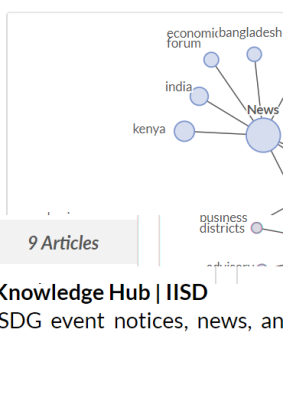 economic bangladesh
forum
india
News
kenya
business
districts
9 Articles
Knowledge Hub | IISD
SDG event notices, news, an